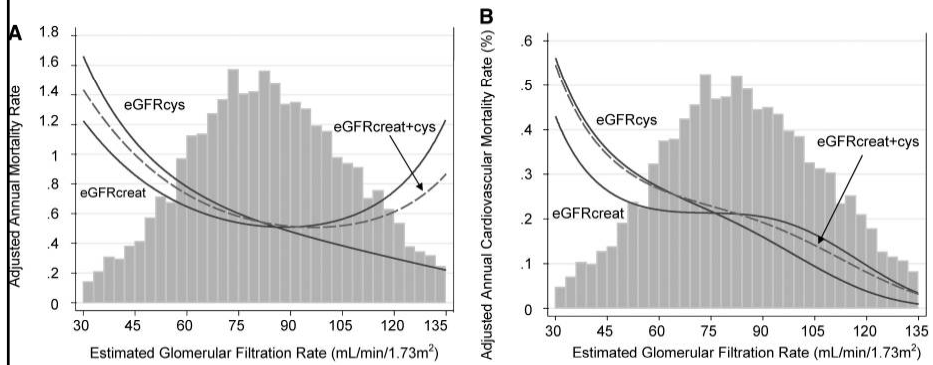 A
Adjusted Annual Mortality Rate
1.8
1.6
1.4
1.2
1
.8
.6
.4
.2
0
eGFRcys
eGFRcreat+cys
eGFRcreat
30 45 60 75 90 105 120 135
Estimated Glomerular Filtration Rate (mL/min/1.73m²)
B
Adjusted Annual Cardiovascular Mortality Rate (%)
.6
.5
.4
.3
.2
.1
0
eGFRcys
eGFRcreat+cys
eGFRcreat
30 45 60 75 90 105 120 135
Estimated Glomerular Filtration Rate (mL/min/1.73m²)